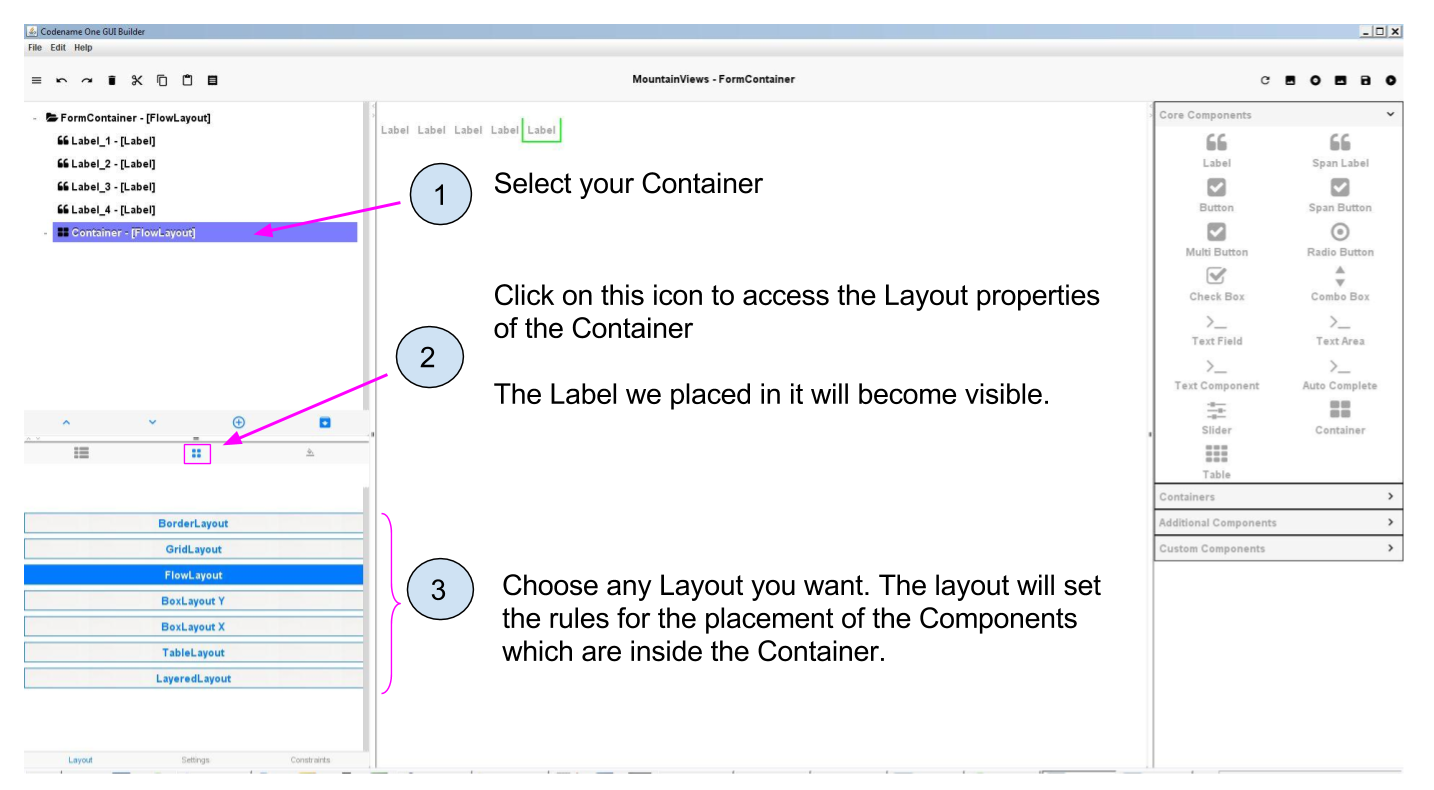 Codename One GUI Builder
File Edit Help
MountainViews - FormContainer
- FormContainer - [FlowLayout]
Label_1 - [Label]
Label_2 - [Label]
Label_3 - [Label]
Label_4 - [Label]
- Container - [FlowLayout]
Label Label Label Label Label
1
Select your Container
2
Click on this icon to access the Layout properties
of the Container
The Label we placed in it will become visible.
BorderLayout
GridLayout
FlowLayout
BoxLayout Y
BoxLayout X
TableLayout
LayeredLayout
3
Choose any Layout you want. The layout will set
the rules for the placement of the Components
which are inside the Container.
Layout Settings Constraints
Core Components
Label Span Label
Button Span Button
Multi Button Radio Button
Check Box Combo Box
Text Field Text Area
Text Component Auto Complete
Slider Container
Table
Containers
Additional Components
Custom Components